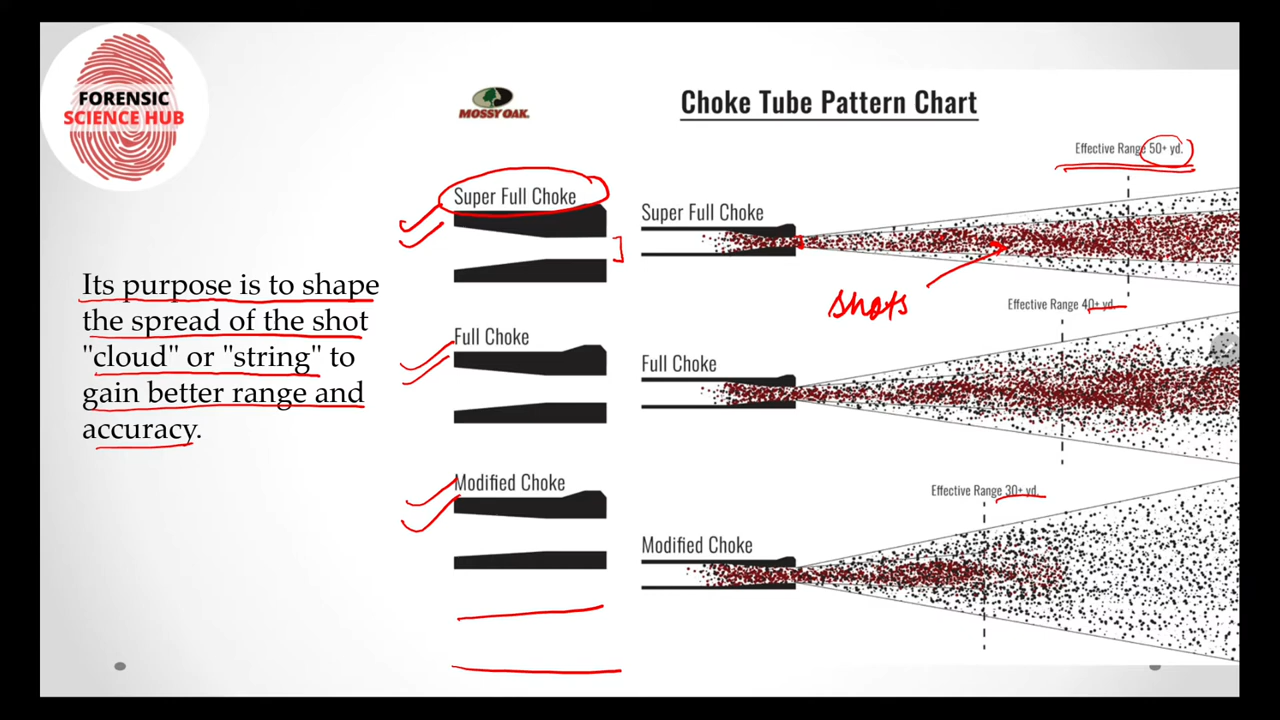 FORENSIC
SCIENCE HUB
MOSSY OAK.
Choke Tube Pattern Chart
Its purpose is to shape
the spread of the shot
"cloud" or "string" to
gain better range and
accuracy.
Super Full Choke
Full Choke
Modified Choke
Effective Range 50+ yd.
Super Full Choke
shots
Effective Range 40+ yd.
Full Choke
Effective Range 30+ yd.
Modified Choke